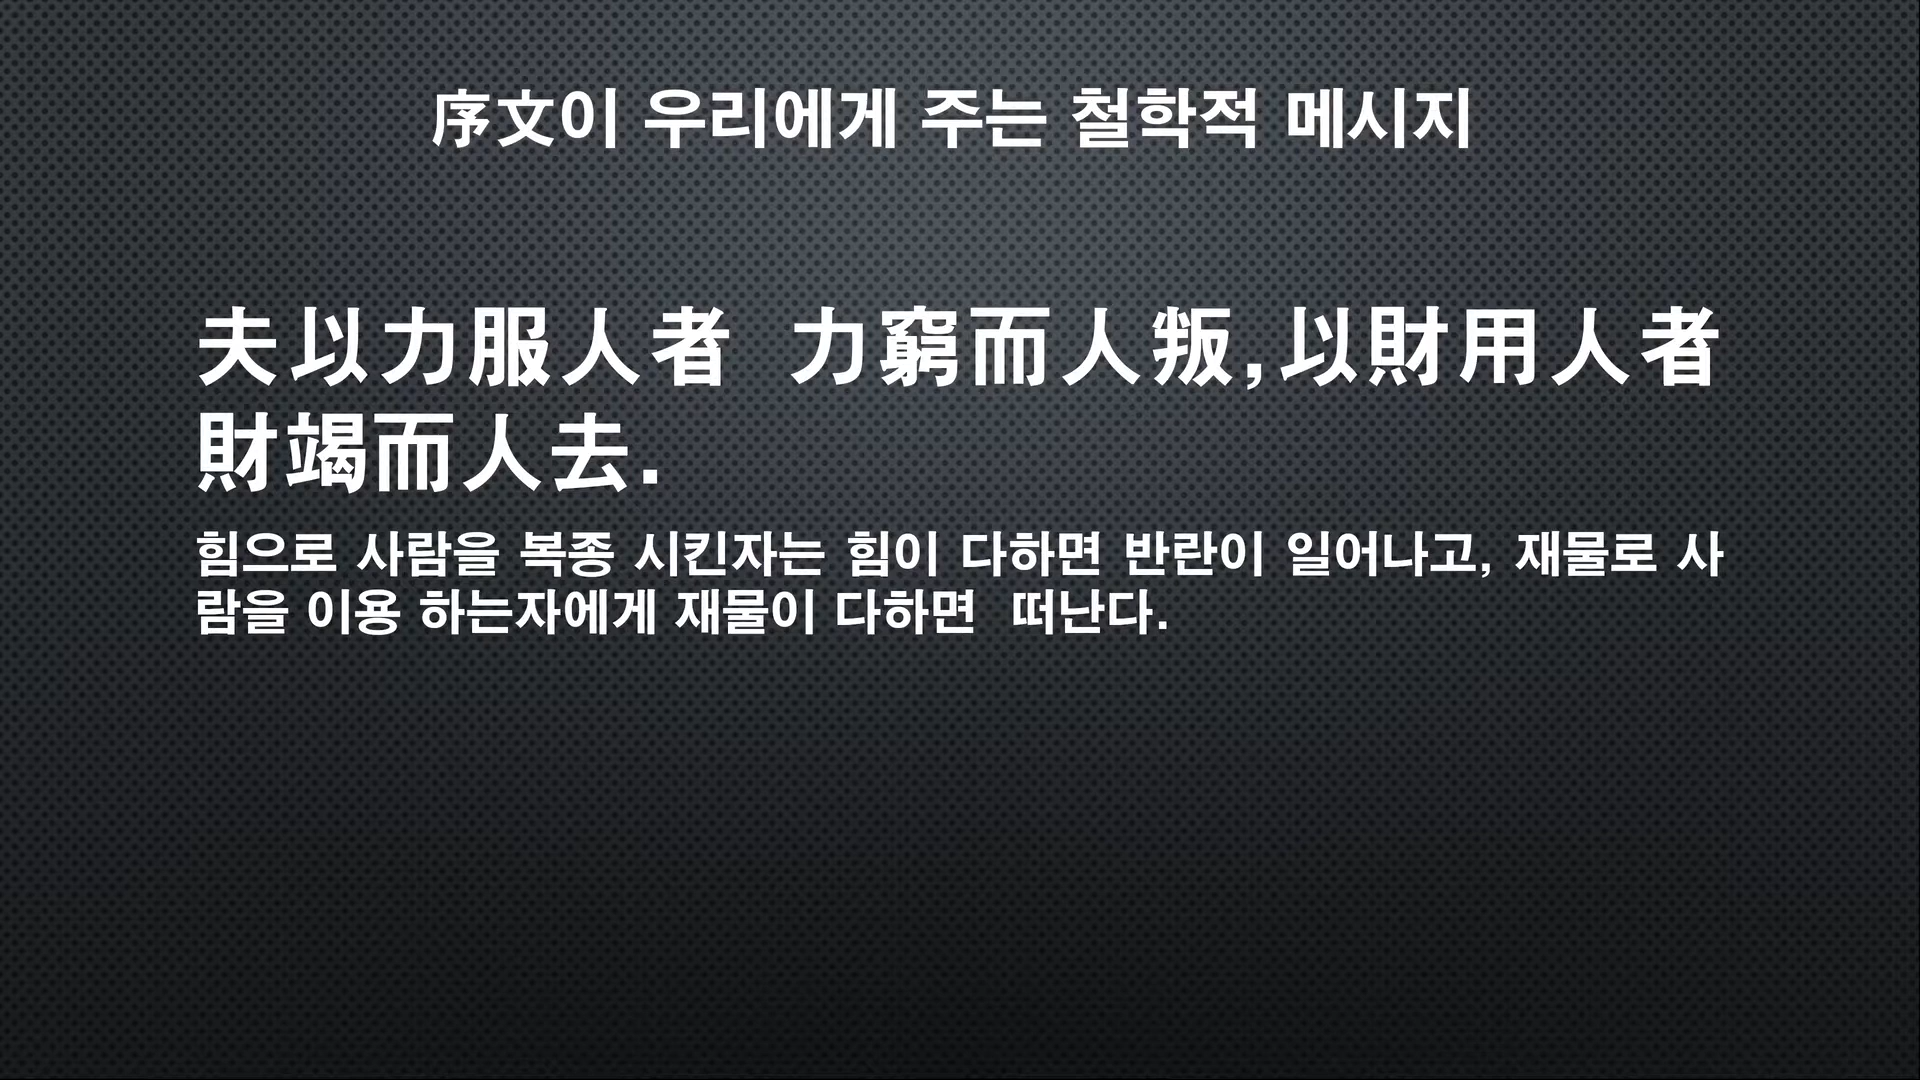 序文이 우리에게 주는 철학적 메시지
夫以力服人者 力窮而人叛,以財用人者
財竭而人去.
힘으로 사람을 복종 시킨자는 힘이 다하면 반란이 일어나고, 재물로 사
람을 이용 하는자에게 재물이 다하면 떠난다.